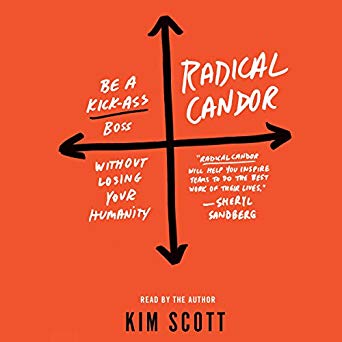 BE A
KICK-ASS
BOSS
RADICAL
CANDOR
WITHOUT
LOSING
YOUR
HUMANITY
"RADICAL CANDOR
WILL HELP YOU INSPIRE
TEAMS TO DO THE BEST
WORK OF THEIR LIVES."
—SHERYL
SANDBERG
READ BY THE AUTHOR
KIM SCOTT